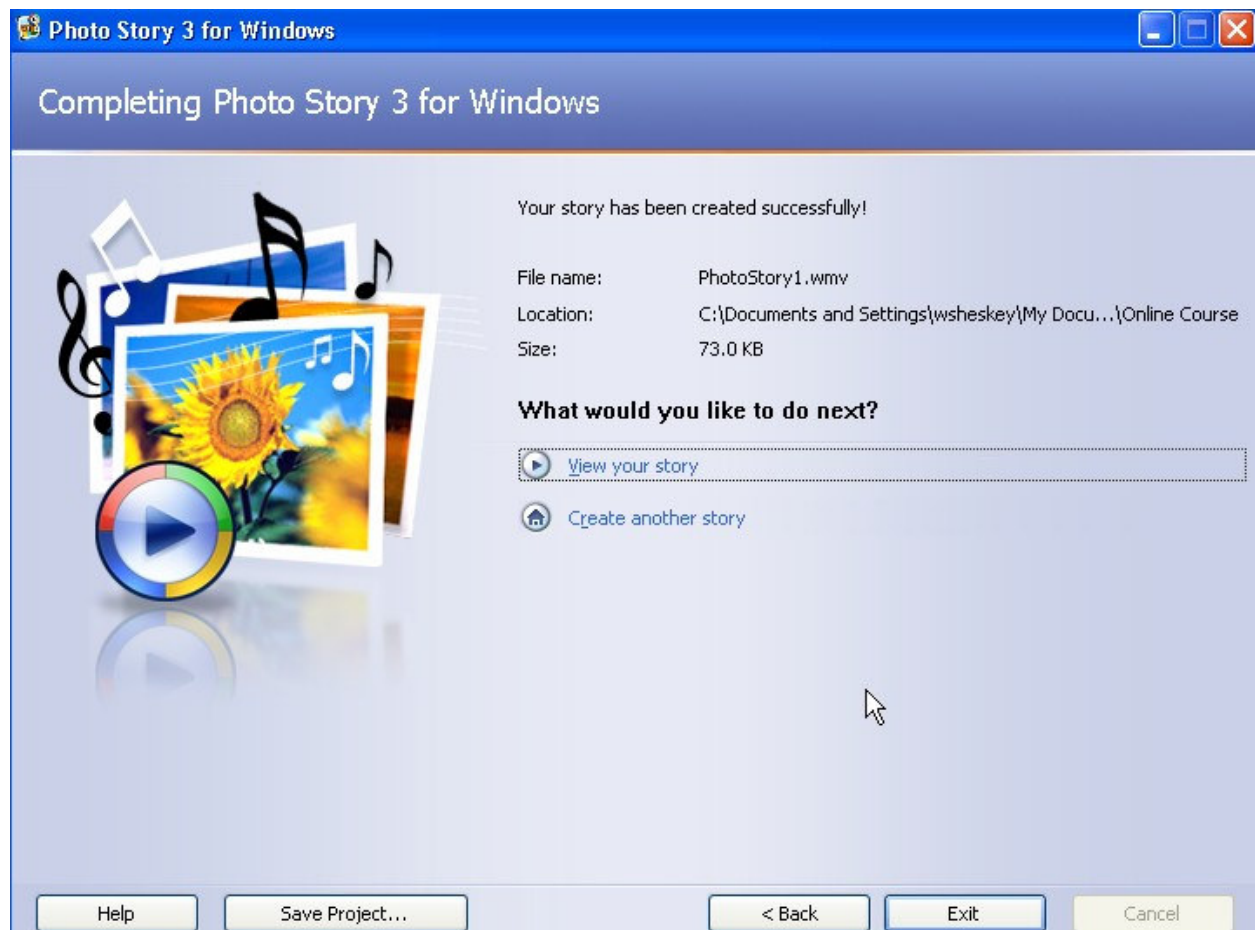 Photo Story 3 for Windows
Completing Photo Story 3 for Windows
Your story has been created successfully!
File name: PhotoStory1.wmv
Location: C:\Documents and Settings\wsheskey\My Docu...\Online Course
Size: 73.0 KB
What would you like to do next?
View your story
Create another story
Help Save Project... < Back Exit Cancel